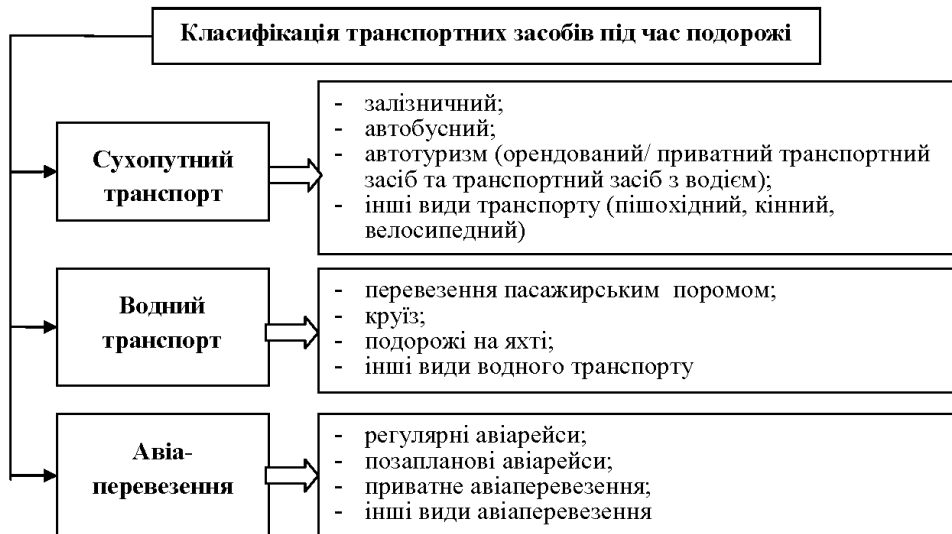 Класифікація транспортних засобів під час подорожі
Сухопутний
транспорт
- залізничний;
- автобусний;
- автотуризм (орендований/ приватний транспортний
засіб та транспортний засіб з водієм);
- інші види транспорту (пішохідний, кінний,
велосипедний)
Водний
транспорт
- перевезення пасажирським поромом;
- круїз;
- подорожі на яхті;
- інші види водного транспорту
Авіа-
перевезення
- регулярні авіарейси;
- позапланові авіарейси;
- приватне авіаперевезення;
- інші види авіаперевезення